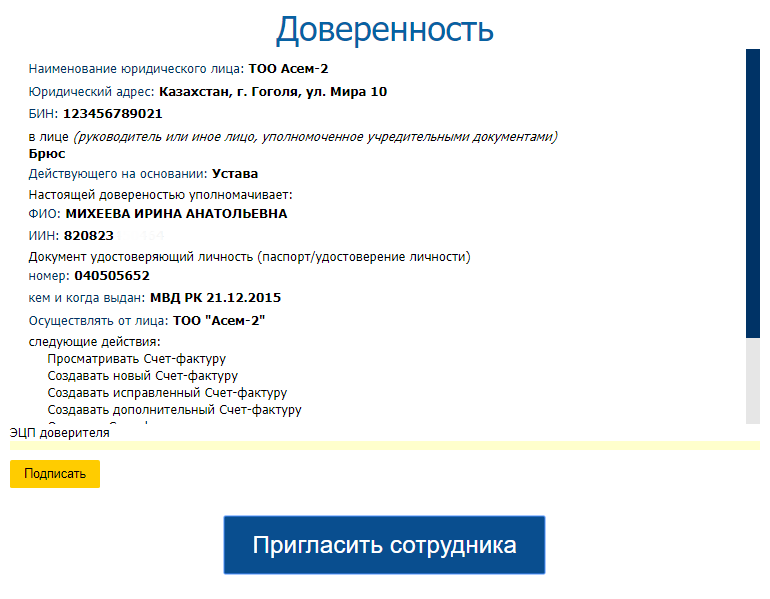 Доверенность
Наименование юридического лица: ТОО Асем-2
Юридический адрес: Казахстан, г. Гоголя, ул. Мира 10
БИН: 123456789021
в лице (руководитель или иное лицо, уполномоченное учредительными документами)
Брюс
Действующего на основании: Устава
Настоящей довереностью уполномачивает:
ФИО: МИХЕЕВА ИРИНА АНАТОЛЬЕВНА
ИИН: 820823
Документ удостоверяющий личность (паспорт/удостоверение личности)
номер: 040505652
кем и когда выдан: МВД РК 21.12.2015
Осуществлять от лица: ТОО "Асем-2"
следующие действия:
Просматривать Счет-фактуру
Создавать новый Счет-фактуру
Создавать исправленный Счет-фактуру
Создавать дополнительный Счет-фактуру
ЭЦП доверителя
Подписать
Пригласить сотрудника